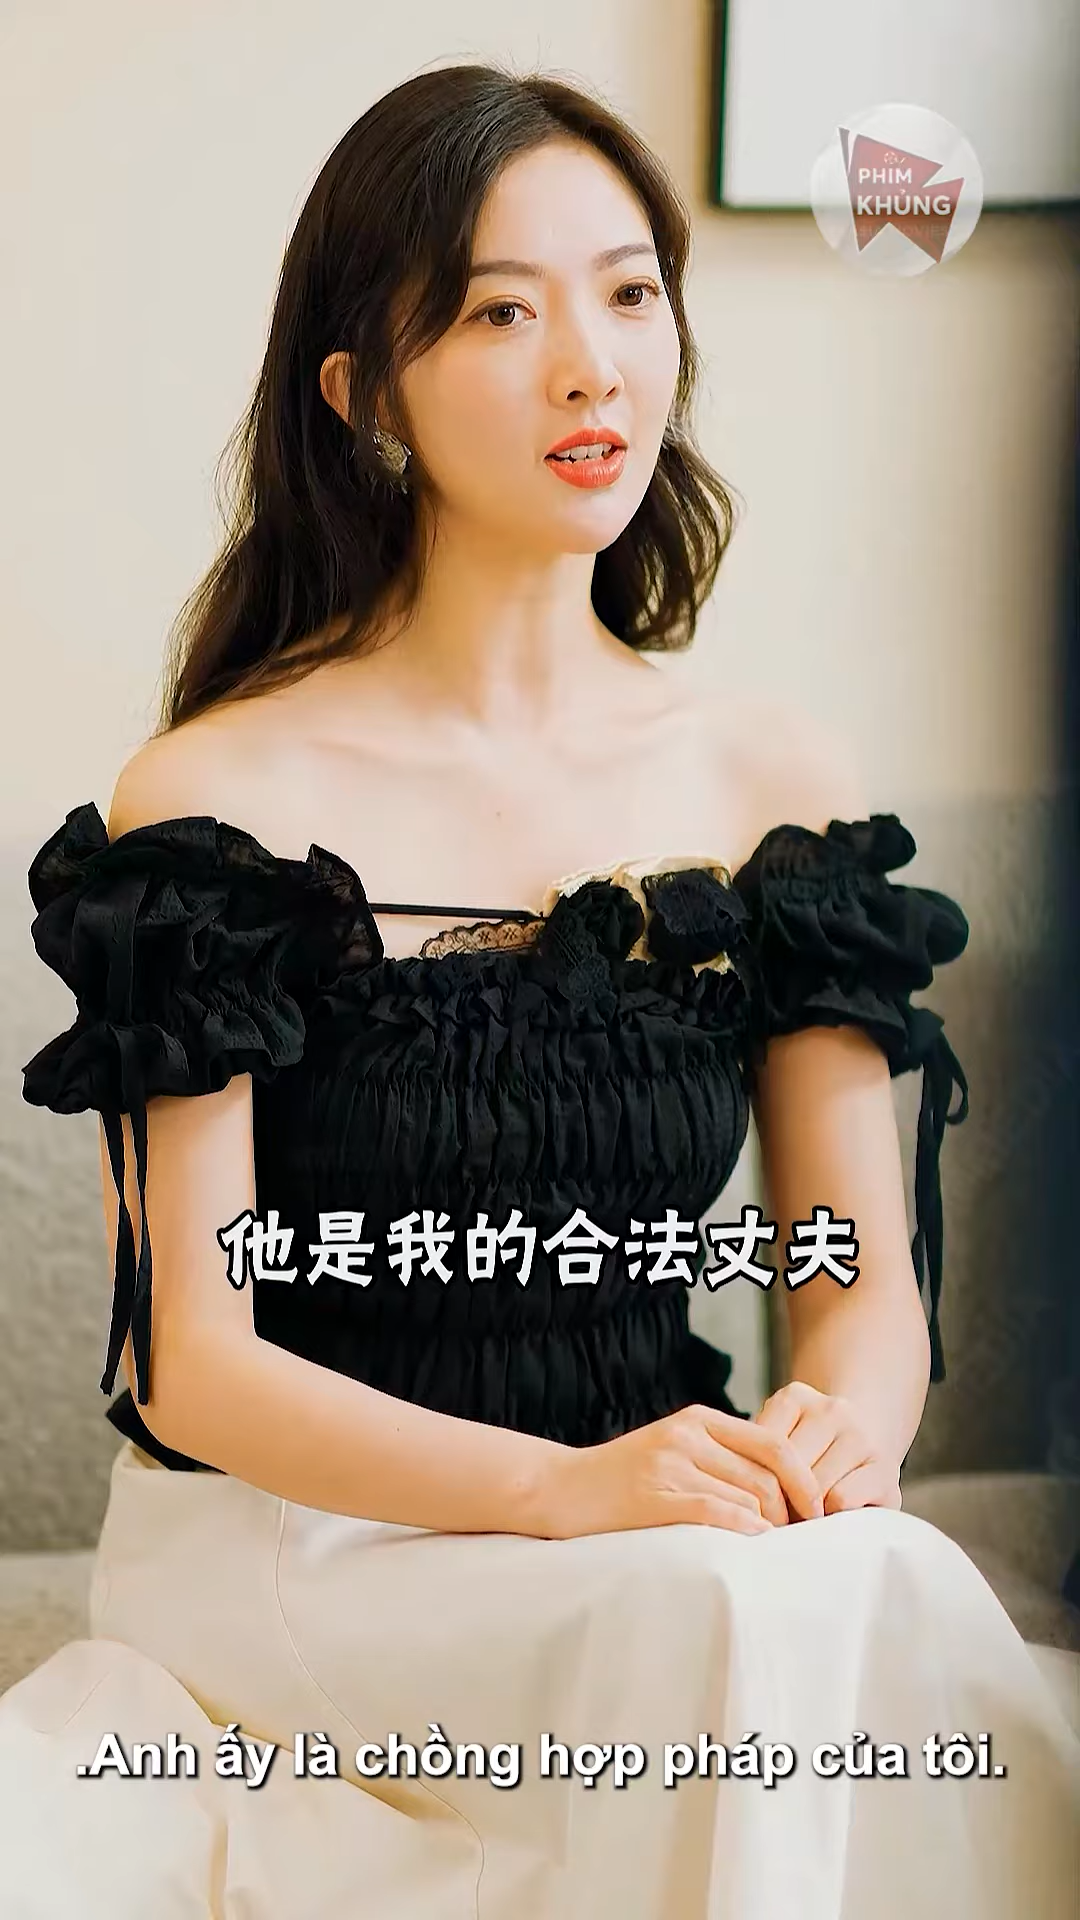 PHIM
KHỦNG
他是我的合法丈夫
.Anh ấy là chồng hợp pháp của tôi.